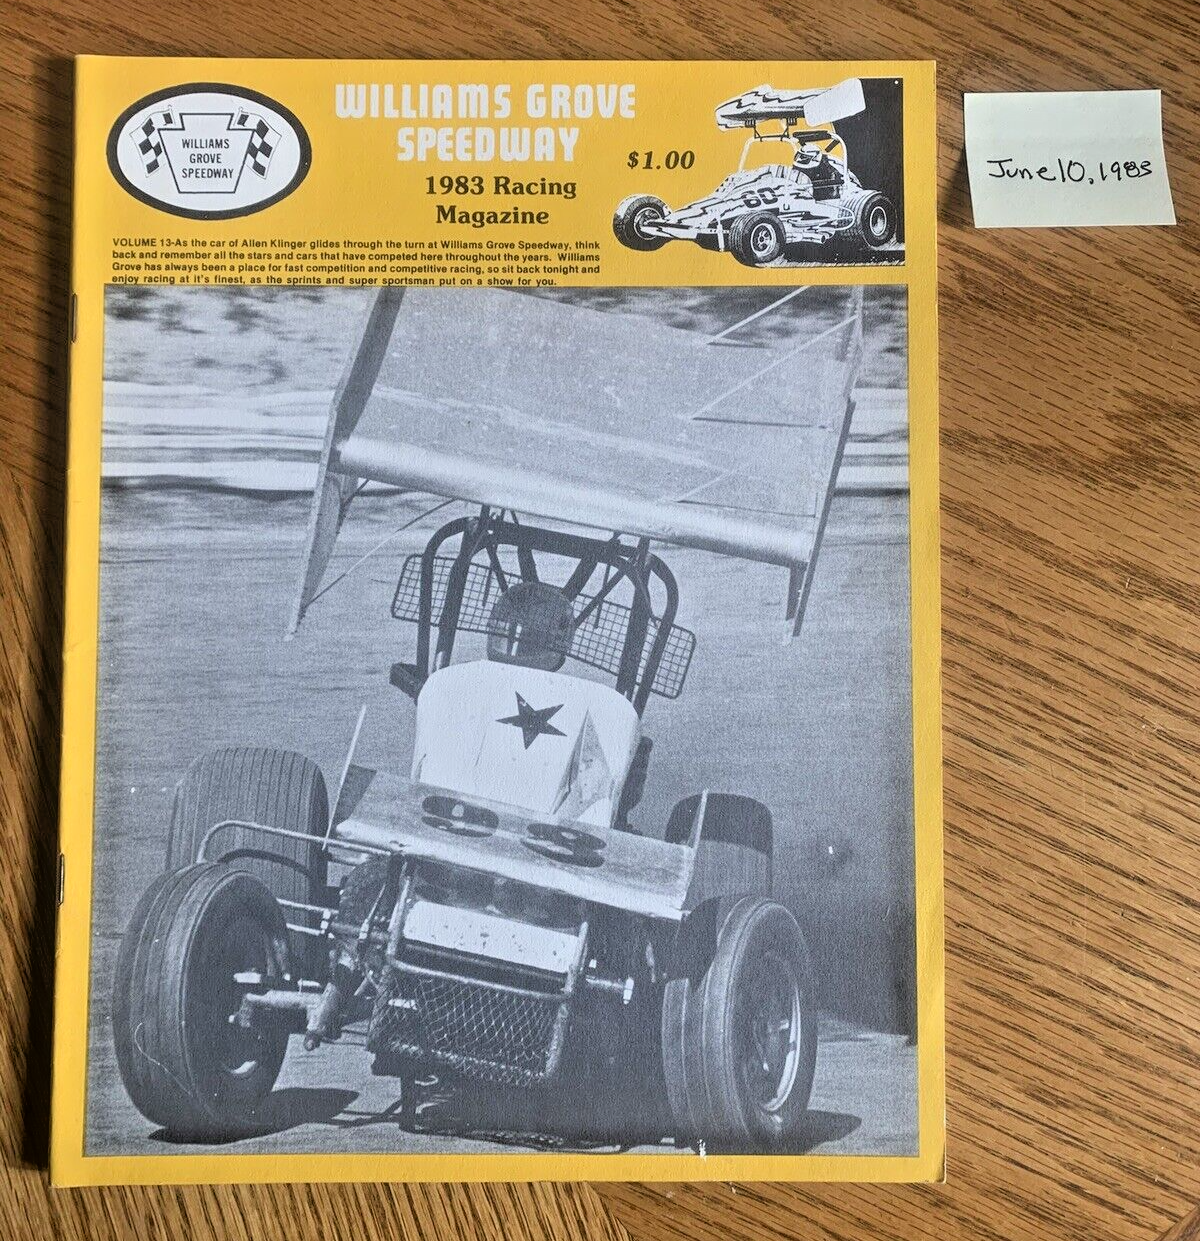 WILLIAMS
GROVE
SPEEDWAY
WILLIAMS GROVE
SPEEDWAY
1983 Racing
Magazine
$1.00
60
U
VOLUME 13-As the car of Allen Klinger glides through the turn at Williams Grove Speedway, think
back and remember all the stars and cars that have competed here throughout the years. Williams
Grove has always been a place for fast competition and competitive racing, so sit back tonight and
enjoy racing at it's finest, as the sprints and super sportsman put on a show for you.
June 10, 1983